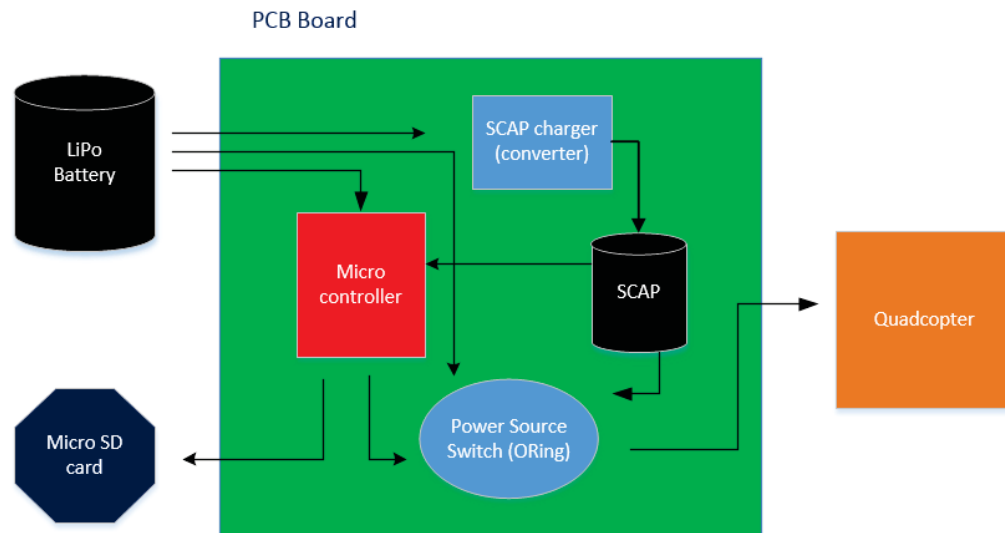 PCB Board
LiPo
Battery
SCAP charger
(converter)
Micro
controller
SCAP
Quadcopter
Micro SD
card
Power Source
Switch (ORing)